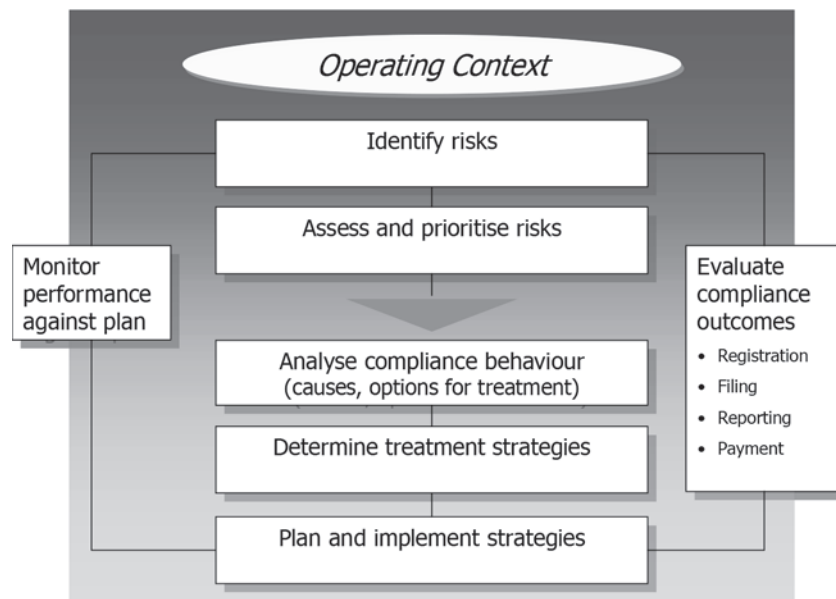 Operating Context
Identify risks
Assess and prioritise risks
Monitor
performance
against plan
Evaluate
compliance
outcomes
• Registration
• Filing
• Reporting
• Payment
Analyse compliance behaviour
(causes, options for treatment)
Determine treatment strategies
Plan and implement strategies